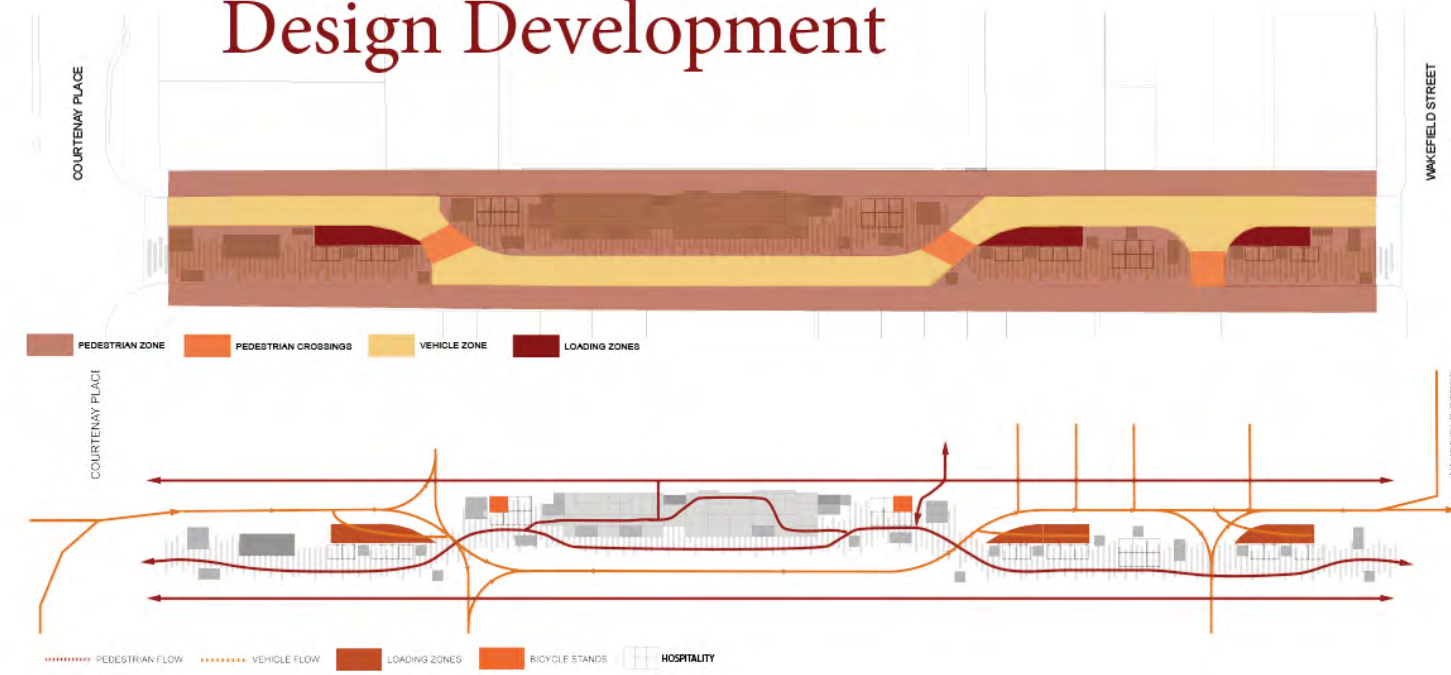 Design Development
COURTENAY PLACE
WAKEFIELD STREET
PEDESTRIAN ZONE
PEDESTRIAN CROSSINGS
VEHICLE ZONE
LOADING ZONES
COURTENAY PLACE
PEDESTRIAN FLOW
VEHICLE FLOW
LOADING ZONES
BICYCLE STANDS
HOSPITALITY